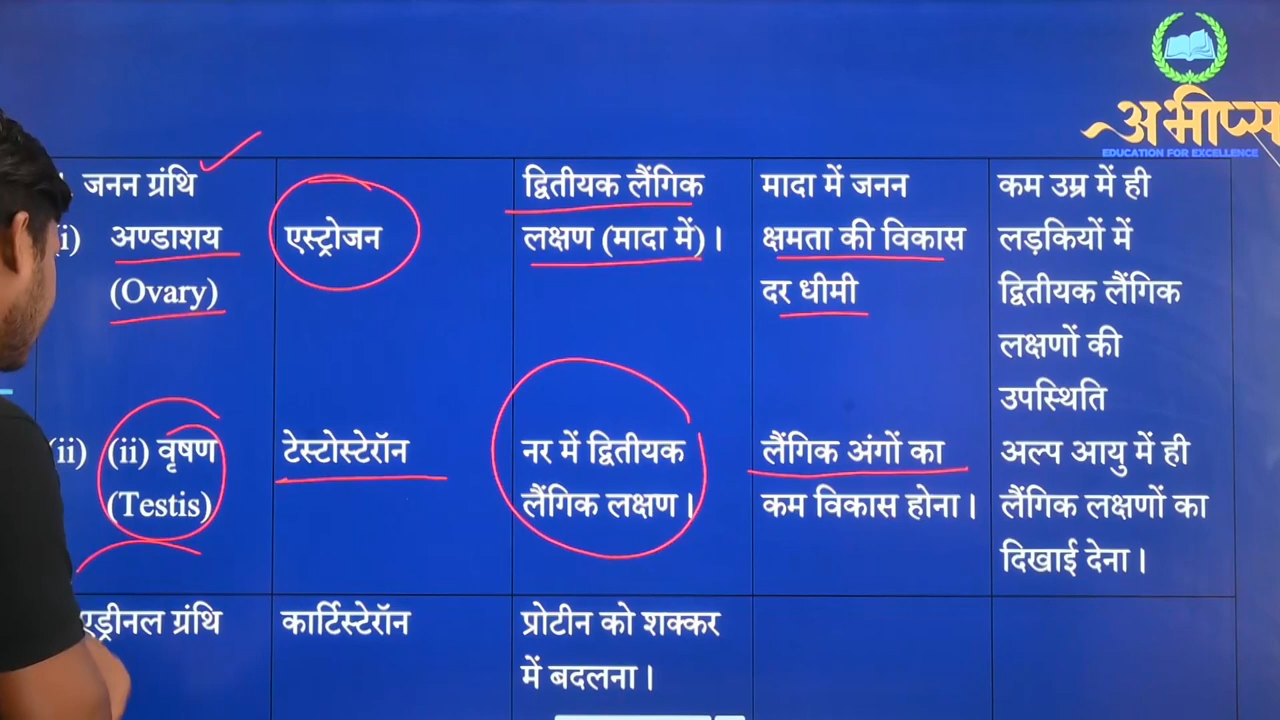 अभीप्स
EDUCATION FOR EXCELLENCE
जनन ग्रंथि
(i) अण्डाशय
(Ovary)
एस्ट्रोजन
द्वितीयक लैंगिक
लक्षण (मादा में)।
मादा में जनन
क्षमता की विकास
दर धीमी
कम उम्र में ही
लड़कियों में
द्वितीयक लैंगिक
लक्षणों की
उपस्थिति
(ii) (ii) वृषण
(Testis)
टेस्टोस्टेरॉन
नर में द्वितीयक
लैंगिक लक्षण।
लैंगिक अंगों का
कम विकास होना।
अल्प आयु में ही
लैंगिक लक्षणों का
दिखाई देना।
एड्रीनल ग्रंथि
कार्टिस्टेरॉन
प्रोटीन को शक्कर
में बदलना।